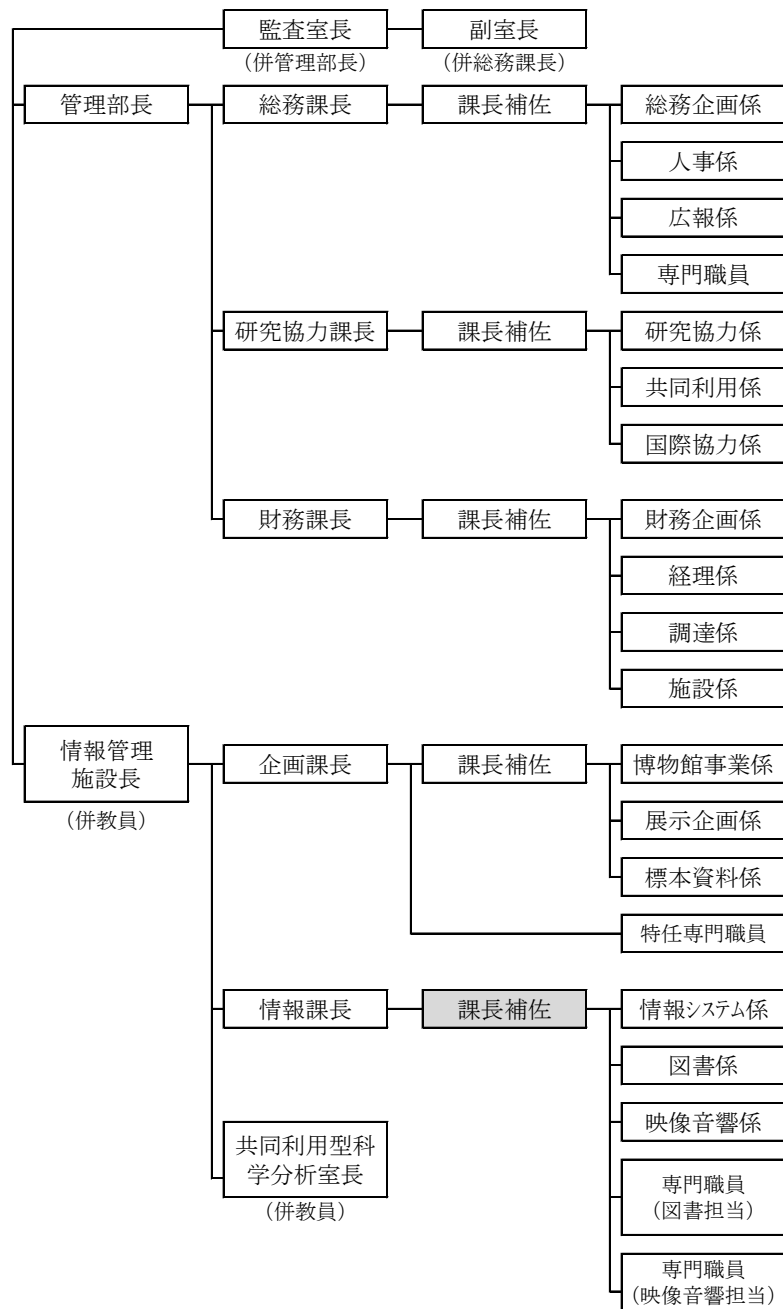 監査室長
副室長
（併管理部長）
（併総務課長）
管理部長
総務課長
課長補佐
総務企画係
人事係
広報係
専門職員
研究協力課長
課長補佐
研究協力係
共同利用係
国際協力係
財務課長
課長補佐
財務企画係
経理係
調達係
施設係
情報管理
施設長
（併教員）
企画課長
課長補佐
博物館事業係
展示企画係
標本資料係
特任専門職員
情報課長
課長補佐
情報システム係
図書係
映像音響係
共同利用型科
学分析室長
（併教員）
専門職員
（図書担当）
専門職員
（映像音響担当）